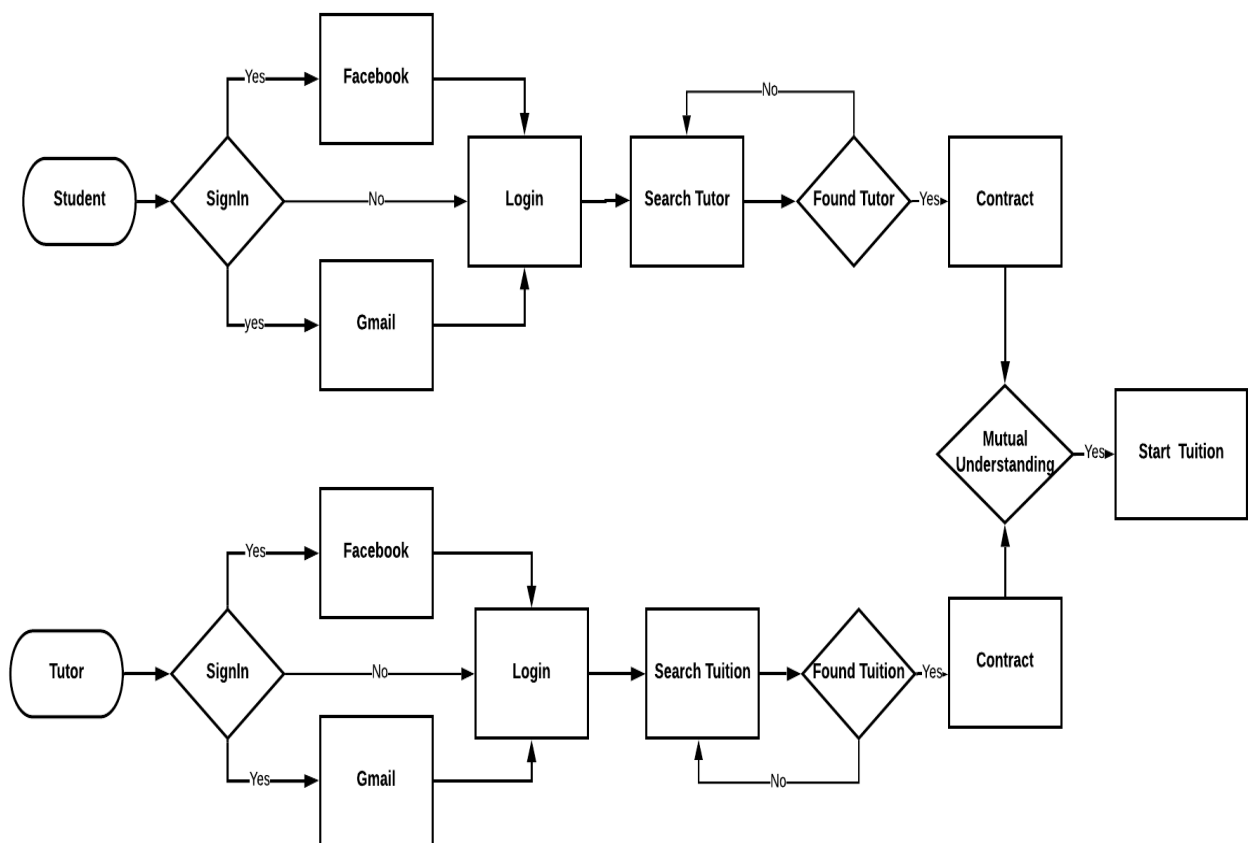 Facebook
Yes
No
Student
SignIn
No
Login
Search Tutor
Found Tutor
Yes
Contract
yes
Gmail
Mutual
Understanding
Yes
Start Tuition
Facebook
Yes
Tutor
SignIn
No
Login
Search Tuition
Found Tuition
Yes
Contract
Yes
Gmail
No